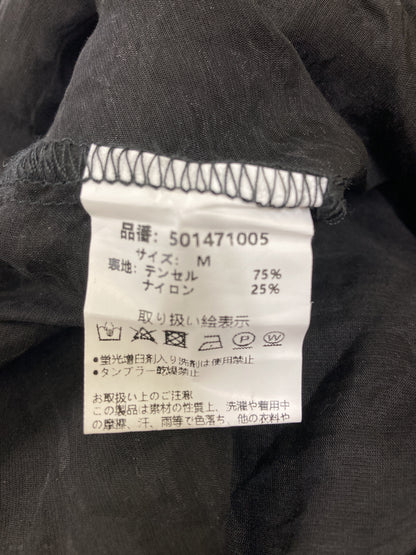 品番: 501471005
サイズ: M
表地: テンセル 75%
ナイロン 25%
取り扱い絵表示
P W
●蛍光増白剤入り洗剤は使用禁止
●タンブラー乾燥禁止
お取扱い上のご注意
この製品は素材の性質上、洗濯や着用中
の摩擦、汗、雨等で色落ち、他の衣料や